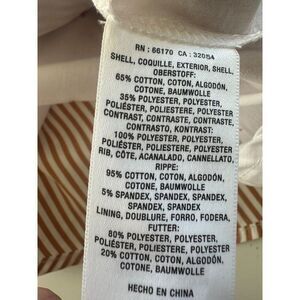 RN : 66170 CA : 32054
SHELL, COQUILLE, EXTERIOR, SHELL,
OBERSTOFF:
65% COTTON, COTON, ALGODÓN,
COTONE, BAUMWOLLE
35% POLYESTER, POLYESTER,
POLIÉSTER, POLIESTERE, POLYESTER
CONTRAST, CONTRASTE, CONTRASTE,
CONTRASTO, KONTRAST:
100% POLYESTER, POLYESTER,
POLIÉSTER, POLIESTERE, POLYESTER
RIB, CÔTE, ACANALADO, CANNELLATO,
RIPPE:
95% COTTON, COTON, ALGODÓN,
COTONE, BAUMWOLLE
5% SPANDEX, SPANDEX,
SPANDEX, SPANDEX
LINING, DOUBLURE, FORRO, FODERA,
FUTTER:
80% POLYESTER, POLYESTER,
POLIÉSTER, POLIESTERE, POLYESTER
20% COTTON, COTON, ALGODÓN,
COTONE, BAUMWOLLE
HECHO EN CHINA